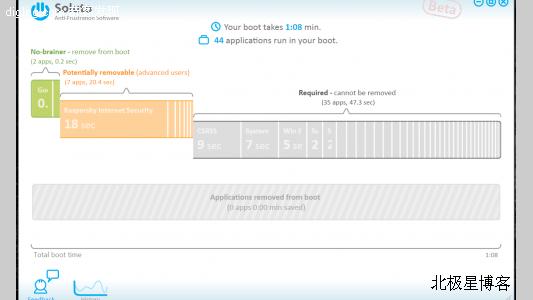 Soluto
Anti-Frustration Software
Beta
Your boot takes 1:08 min.
44 applications run in your boot.
No-brainer - remove from boot
(2 apps, 0.2 sec)
Potentially removable (advanced users)
(7 apps, 20.4 sec)
Required - cannot be removed
(35 apps, 47.3 sec)
0.
Kaspersky Internet Security
18 sec
CSRSS
9 sec
System
7 sec
5 se
2
Applications removed from boot
(0 apps 0:00 min saved)
Total boot time
1:08
Feedback
北极星博客